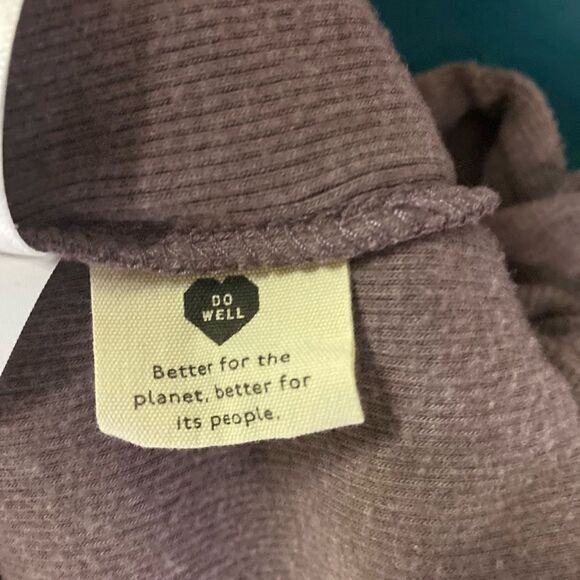 DO
WELL
Better for the
planet, better for
its people.